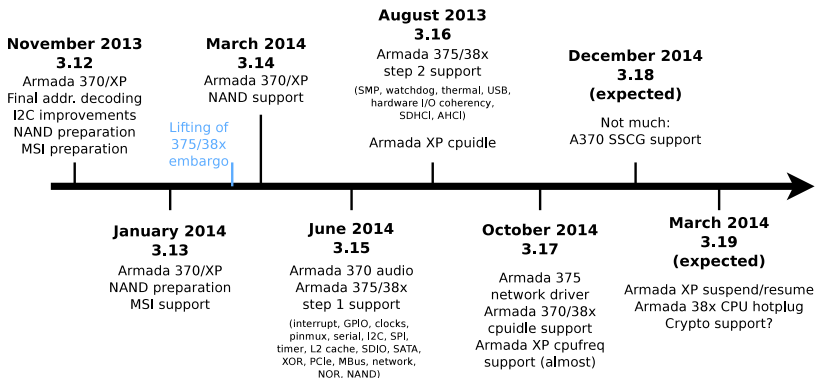 November 2013
3.12
Armada 370/XP
Final addr. decoding
I2C improvements
NAND preparation
MSI preparation
Lifting of
375/38x
embargo
March 2014
3.14
Armada 370/XP
NAND support
August 2013
3.16
Armada 375/38x
step 2 support
(SMP, watchdog, thermal, USB,
hardware I/O coherency,
SDHCI, AHCI)
Armada XP cpuidle
December 2014
3.18
(expected)
Not much:
A370 SSCG support
January 2014
3.13
Armada 370/XP
NAND preparation
MSI support
June 2014
3.15
Armada 370 audio
Armada 375/38x
step 1 support
(interrupt, GPIO, clocks,
pinmux, serial, I2C, SPI,
timer, L2 cache, SDIO, SATA,
XOR, PCIe, MBus, network,
NOR, NAND)
October 2014
3.17
Armada 375
network driver
Armada 370/38x
cpuidle support
Armada XP cpufreq
support (almost)
March 2014
3.19
(expected)
Armada XP suspend/resume
Armada 38x CPU hotplug
Crypto support?